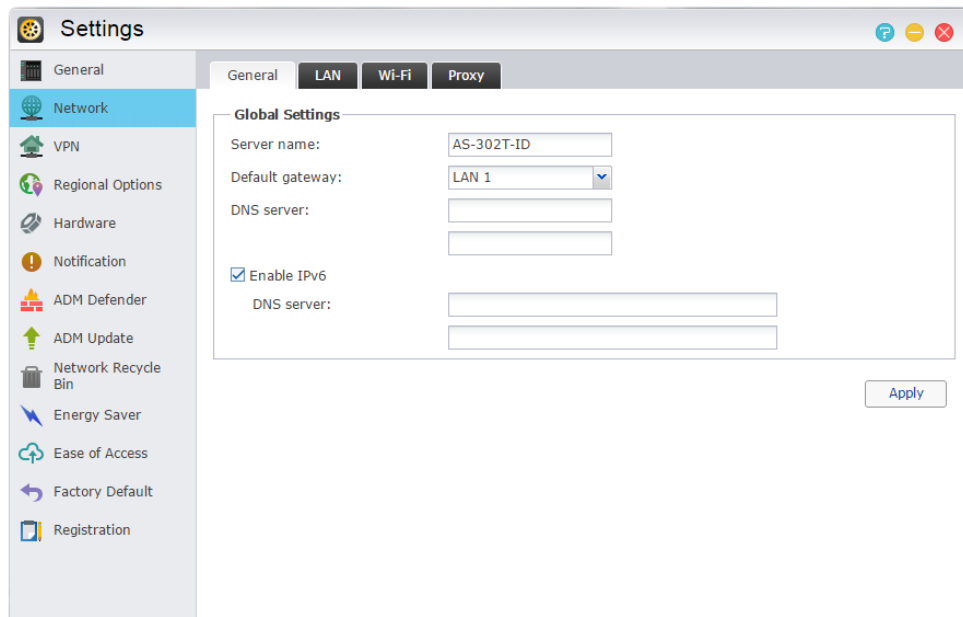 Settings
General
Network
VPN
Regional Options
Hardware
Notification
ADM Defender
ADM Update
Network Recycle
Bin
Energy Saver
Ease of Access
Factory Default
Registration
General LAN Wi-Fi Proxy
Global Settings
Server name: AS-302T-ID
Default gateway: LAN 1
DNS server:
Enable IPv6
DNS server:
Apply